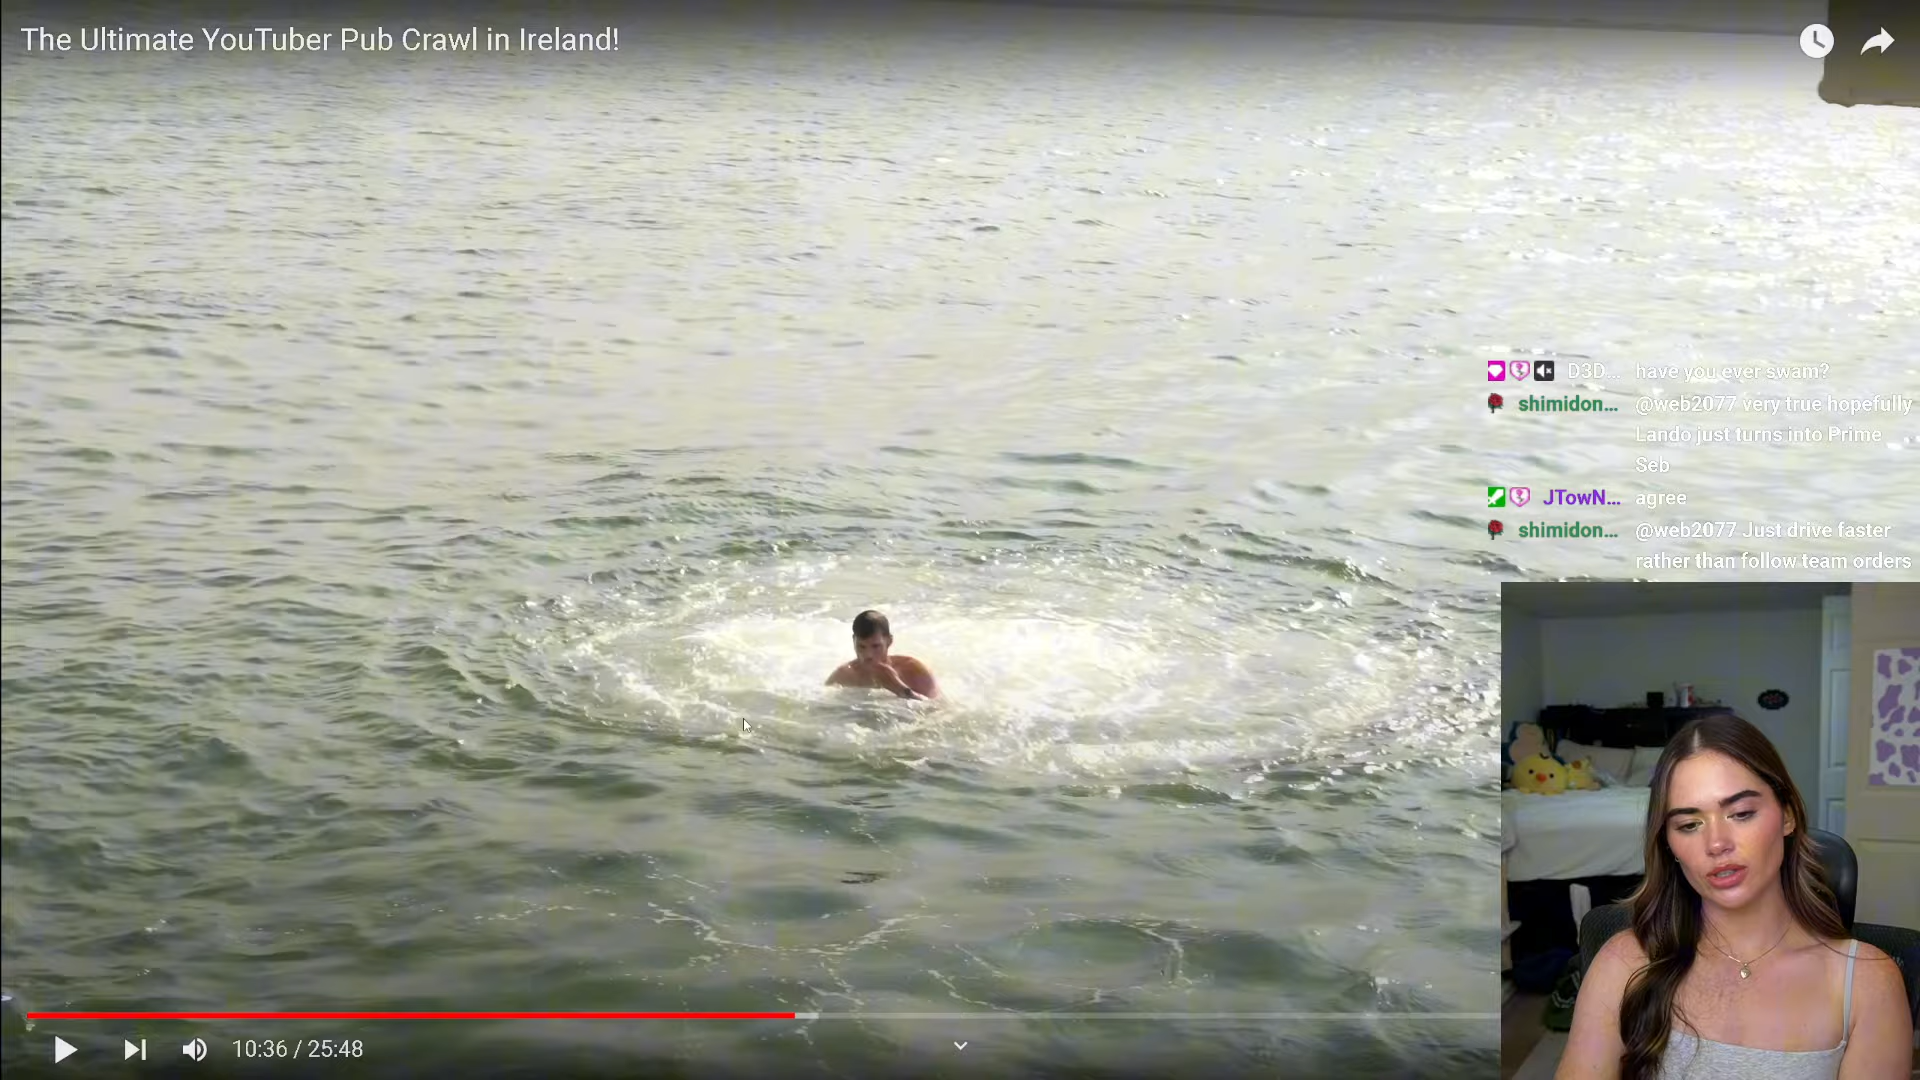 The Ultimate YouTuber Pub Crawl in Ireland!
D3D... have you ever swam?
shimidon... @web2077 very true hopefully
Lando just turns into Prime
Seb
JTowN... agree
shimidon... @web2077 Just drive faster
rather than follow team orders
10:36 / 25:48